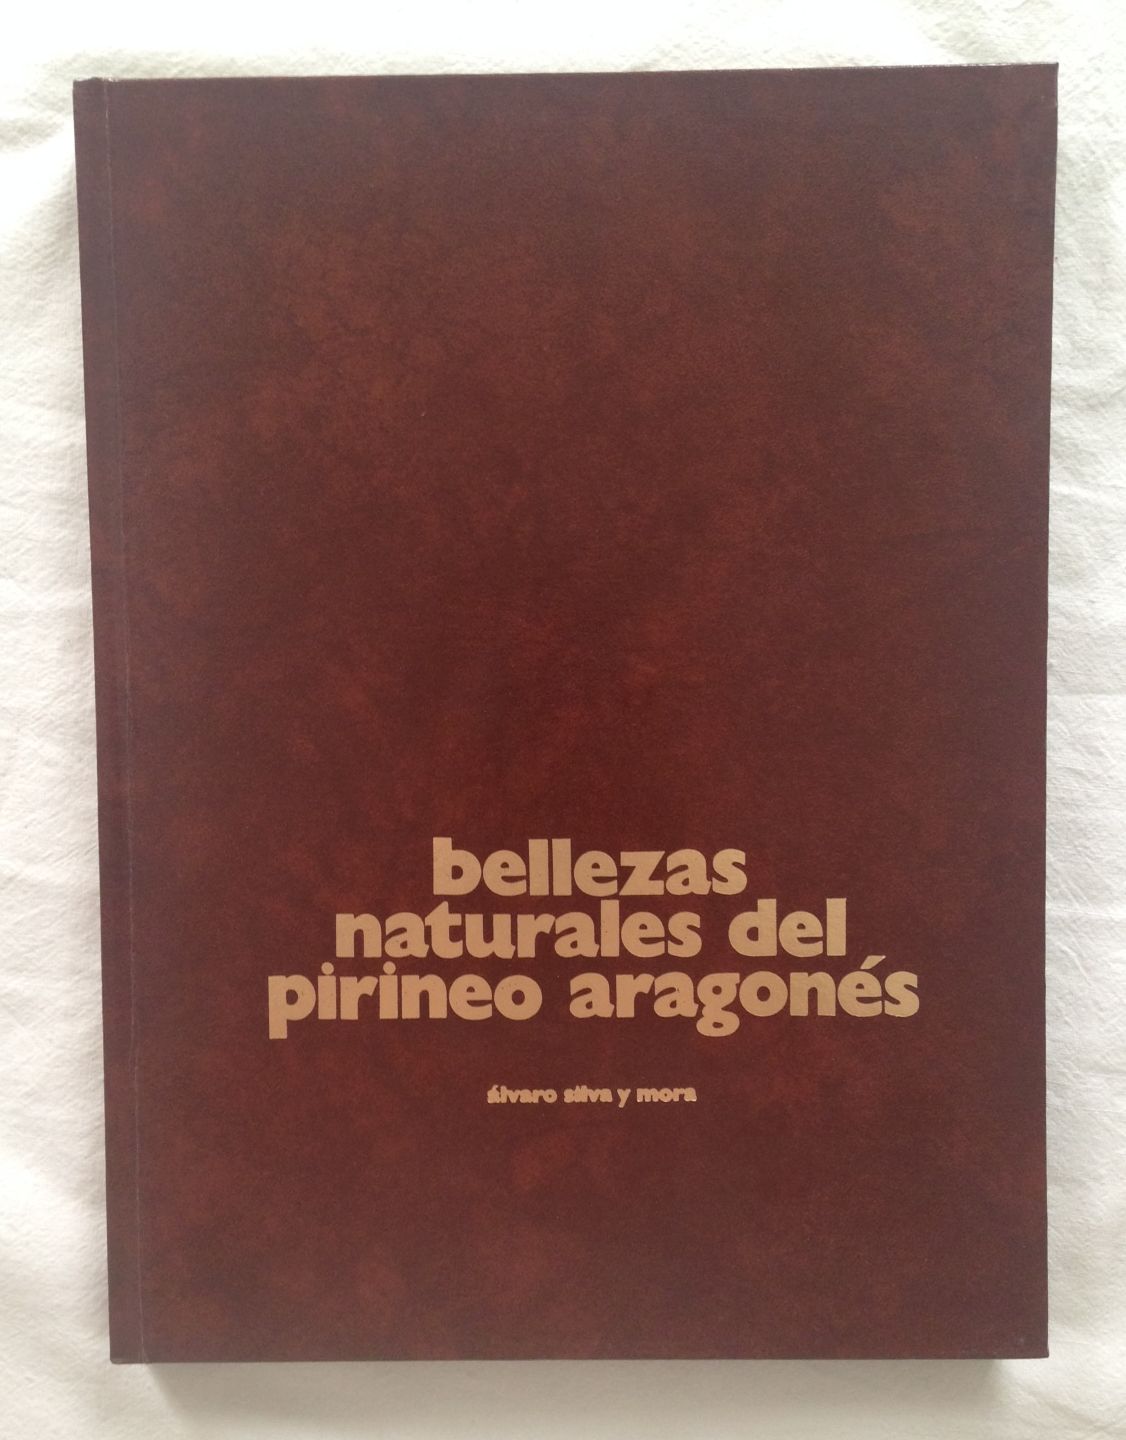 bellezas
naturales del
pirineo aragonés
álvaro silva y mora